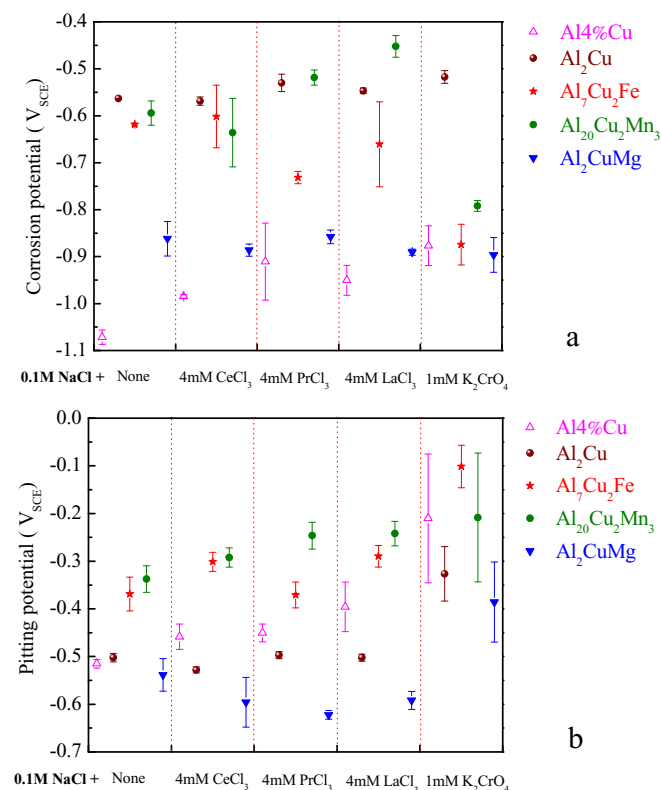 a
Corrosion potential ( V_SCE )
-0.4
-0.5
-0.6
-0.7
-0.8
-0.9
-1.0
-1.1
0.1M NaCl + None 4mM CeCl₃ 4mM PrCl₃ 4mM LaCl₃ 1mM K₂CrO₄
Al4%Cu
Al₂Cu
Al₇Cu₂Fe
Al₂₀Cu₂Mn₃
Al₂CuMg
b
Pitting potential ( V_SCE )
0.0
-0.1
-0.2
-0.3
-0.4
-0.5
-0.6
-0.7
0.1M NaCl + None 4mM CeCl₃ 4mM PrCl₃ 4mM LaCl₃ 1mM K₂CrO₄
Al4%Cu
Al₂Cu
Al₇Cu₂Fe
Al₂₀Cu₂Mn₃
Al₂CuMg